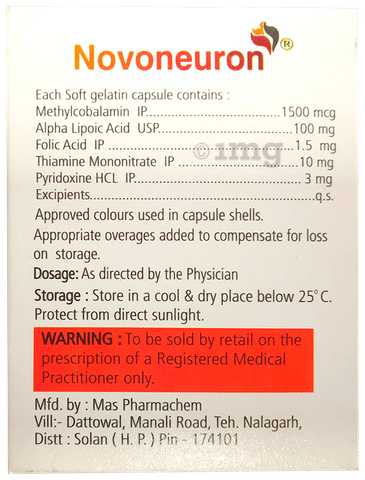 Novoneuron ®
Each Soft gelatin capsule contains :
Methylcobalamin IP..............................1500 mcg
Alpha Lipoic Acid USP............................100 mg
Folic Acid IP..........................................1.5 mg
Thiamine Mononitrate IP........................10 mg
Pyridoxine HCL IP....................................3 mg
Excipients..................................................q.s.
©1mg
Approved colours used in capsule shells.
Appropriate overages added to compensate for loss
on storage.
Dosage: As directed by the Physician
Storage : Store in a cool & dry place below 25°C.
Protect from direct sunlight.
WARNING : To be sold by retail on the
prescription of a Registered Medical
Practitioner only.
Mfd. by : Mas Pharmachem
Vill:- Dattowal, Manali Road, Teh. Nalagarh,
Distt : Solan ( H. P. ) Pin - 174101